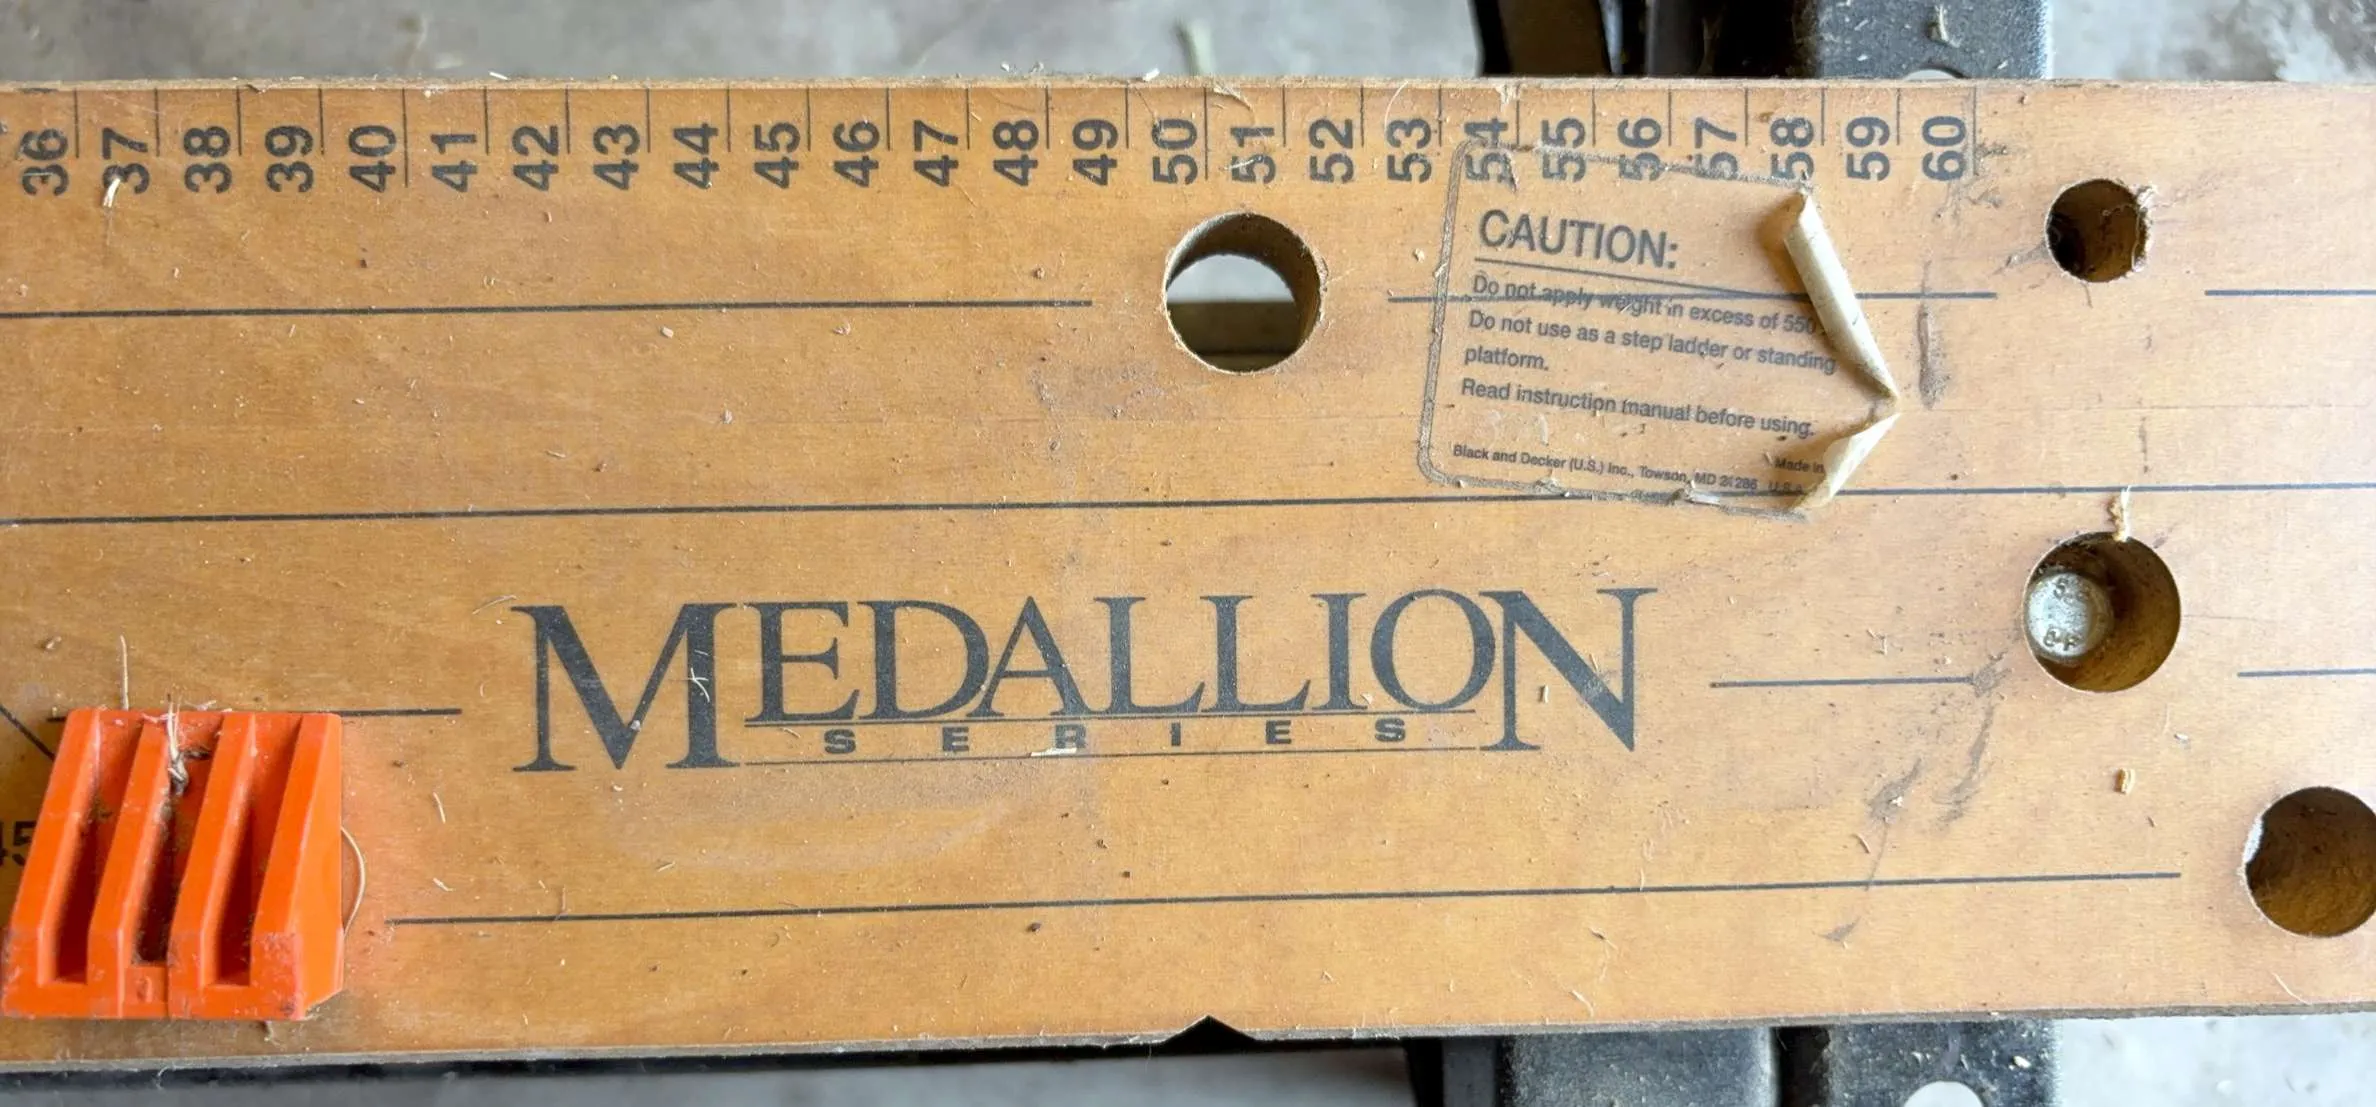 36 37 38 39 40 41 42 43 44 45 46 47 48 49 50 51 52 53 54 55 56 57 58 59 60
CAUTION:
Do not apply weight in excess of 550
Do not use as a step ladder or standing
platform.
Read instruction manual before using.
Black and Decker (U.S.) Inc., Towson, MD 21286 U.S.A.
Made in
MEDALLION
SERIES
45